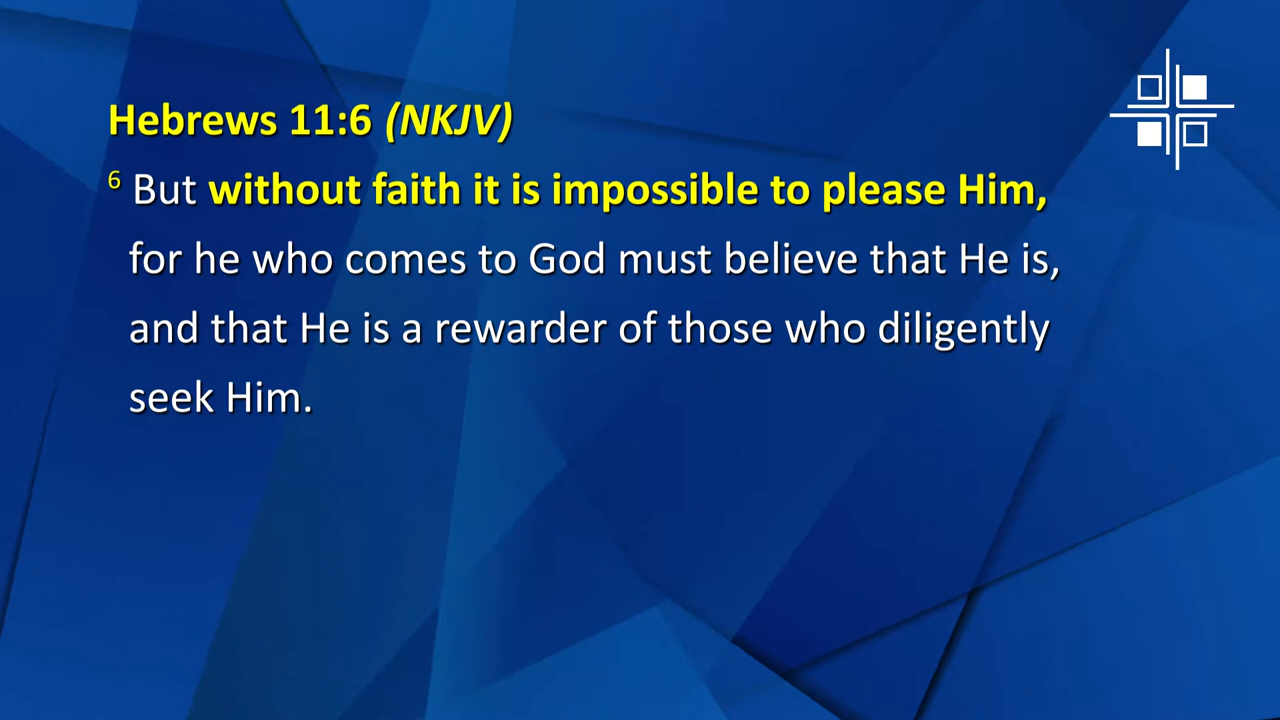 Hebrews 11:6 (NKJV)
6 But without faith it is impossible to please Him,
for he who comes to God must believe that He is,
and that He is a rewarder of those who diligently
seek Him.